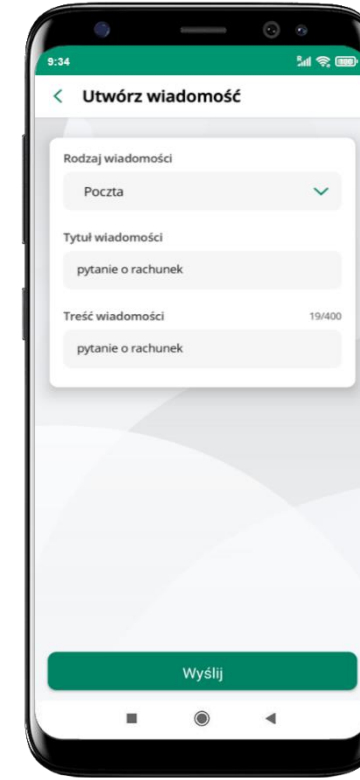 9:34
Utwórz wiadomość
Rodzaj wiadomości
Poczta
Tytuł wiadomości
pytanie o rachunek
Treść wiadomości 19/400
pytanie o rachunek
Wyślij